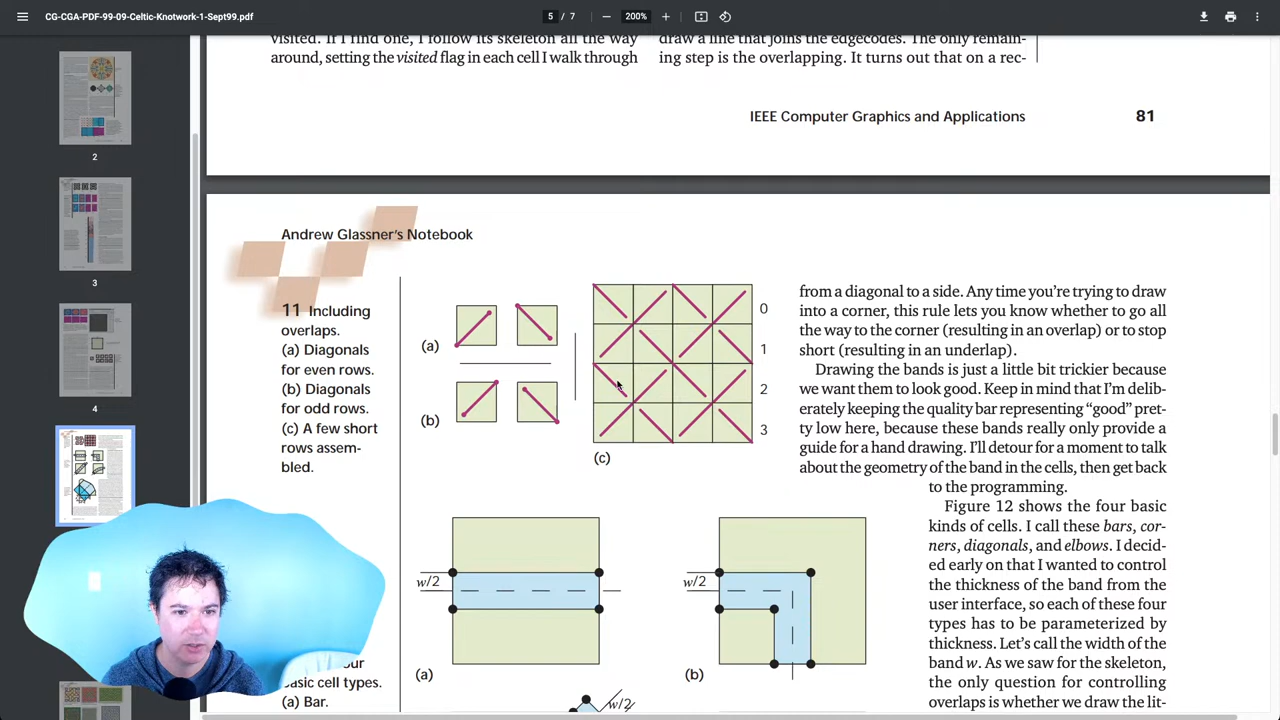 CG-CGA-PDF-99-09-Celtic-Knotwork-1-Sept99.pdf
5 / 7
200%
2
3
4
visited. If I find one, I follow its skeleton all the way
around, setting the visited flag in each cell I walk through
draw a line that joins the edgecodes. The only remain-
ing step is the overlapping. It turns out that on a rec-
IEEE Computer Graphics and Applications 81
Andrew Glassner's Notebook
11 Including
overlaps.
(a) Diagonals
for even rows.
(b) Diagonals
for odd rows.
(c) A few short
rows assem-
bled.
(a)
(b)
0
1
2
3
(c)
from a diagonal to a side. Any time you're trying to draw
into a corner, this rule lets you know whether to go all
the way to the corner (resulting in an overlap) or to stop
short (resulting in an underlap).
Drawing the bands is just a little bit trickier because
we want them to look good. Keep in mind that I'm delib-
erately keeping the quality bar representing "good" pret-
ty low here, because these bands really only provide a
guide for a hand drawing. I'll detour for a moment to talk
about the geometry of the band in the cells, then get back
to the programming.
Figure 12 shows the four basic
kinds of cells. I call these bars, cor-
ners, diagonals, and elbows. I decid-
ed early on that I wanted to control
the thickness of the band from the
user interface, so each of these four
types has to be parameterized by
thickness. Let's call the width of the
band w. As we saw for the skeleton,
the only question for controlling
overlaps is whether we draw the lit-
w/2
(a)
w/2
(b)
w/2
basic cell types.
(a) Bar.